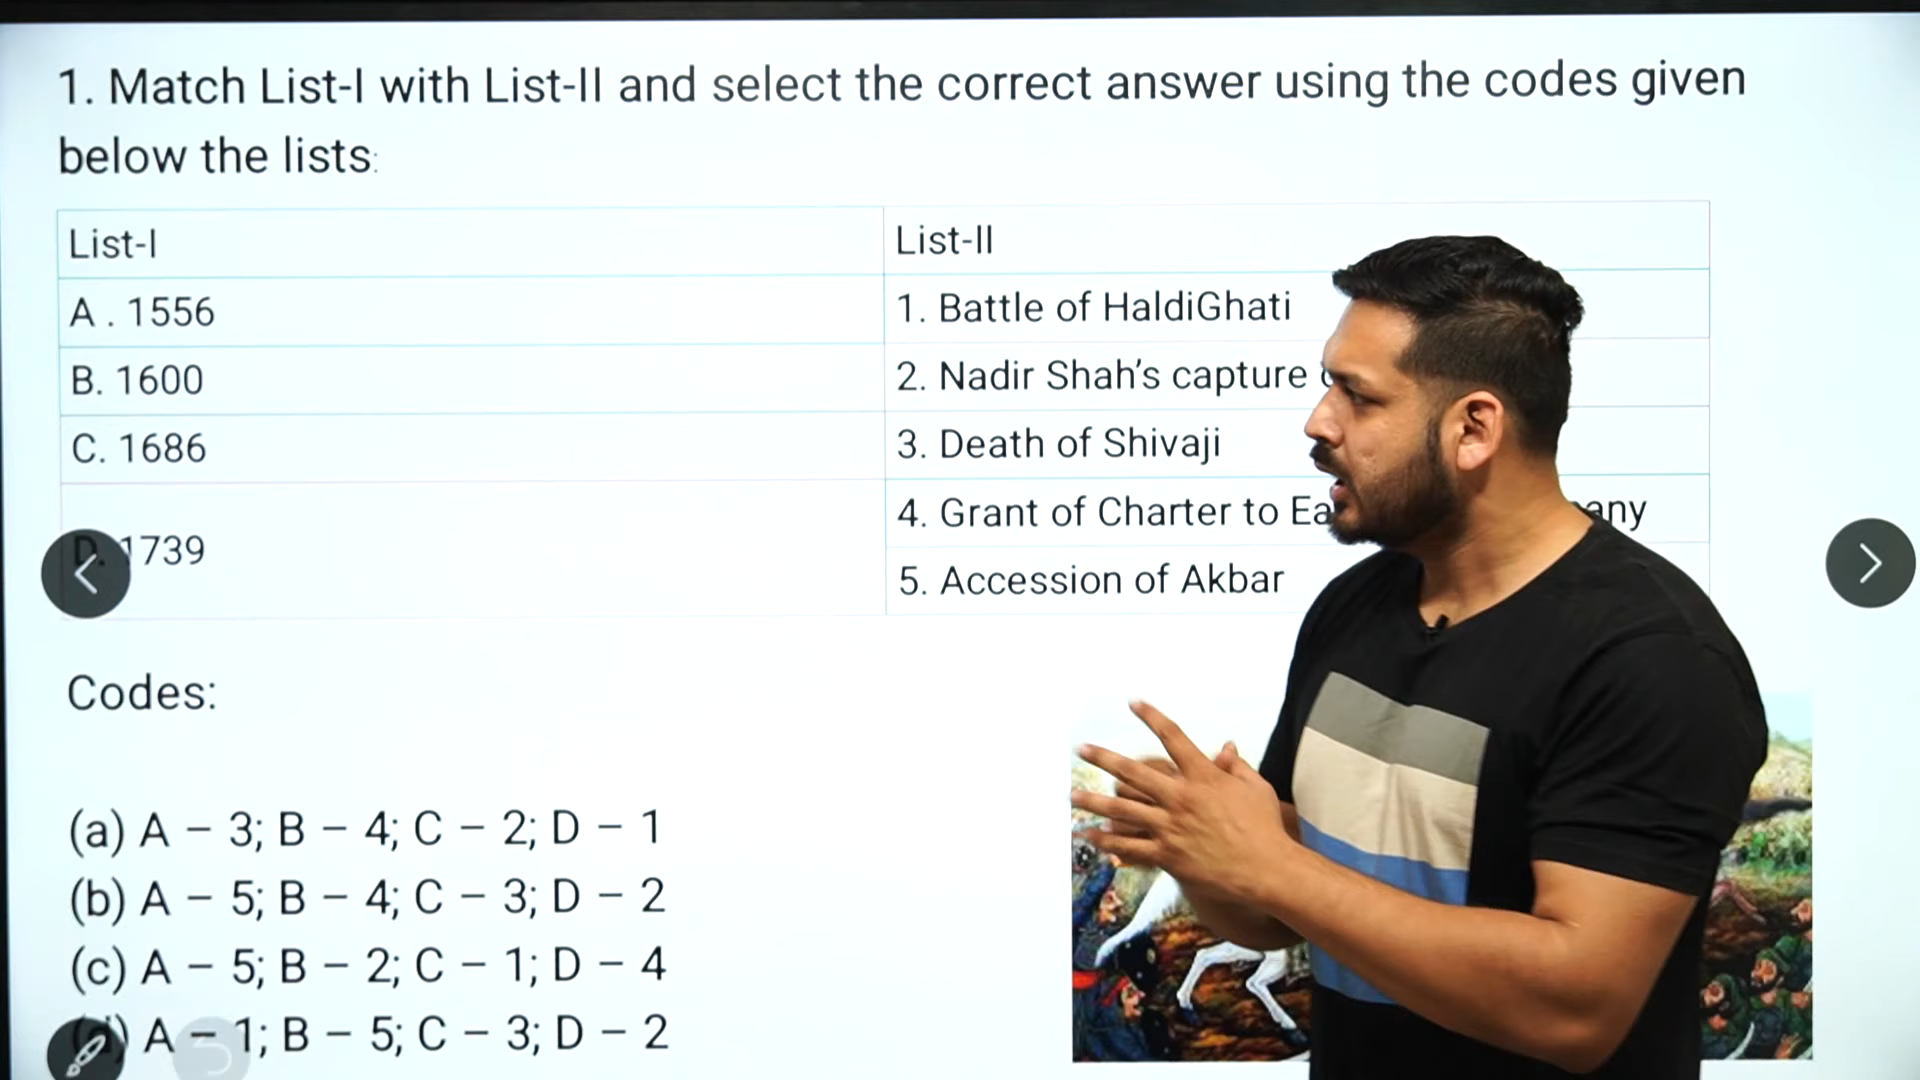 1. Match List-I with List-II and select the correct answer using the codes given
below the lists:
List-I List-II
A . 1556 1. Battle of HaldiGhati
B. 1600 2. Nadir Shah's capture
C. 1686 3. Death of Shivaji
4. Grant of Charter to
D. 1739
5. Accession of Akbar
Codes:
(a) A – 3; B – 4; C – 2; D – 1
(b) A – 5; B – 4; C – 3; D – 2
(c) A – 5; B – 2; C – 1; D – 4
(d) A – 1; B – 5; C – 3; D – 2